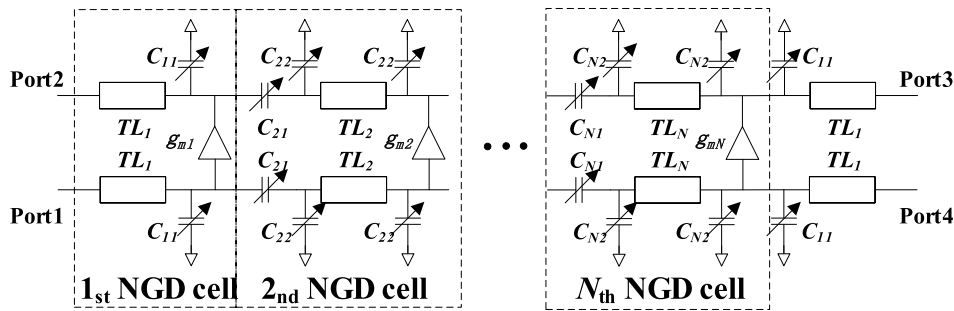 C11 C22 C22 CN2 CN2 C11
Port2 Port3
TL1 C21 TL2 CN1 TLN TL1
gm1 gm2 gmN
TL1 C21 TL2 ••• CN1 TLN TL1
Port1 Port4
C11 C22 C22 CN2 CN2 C11
1st NGD cell 2nd NGD cell Nth NGD cell